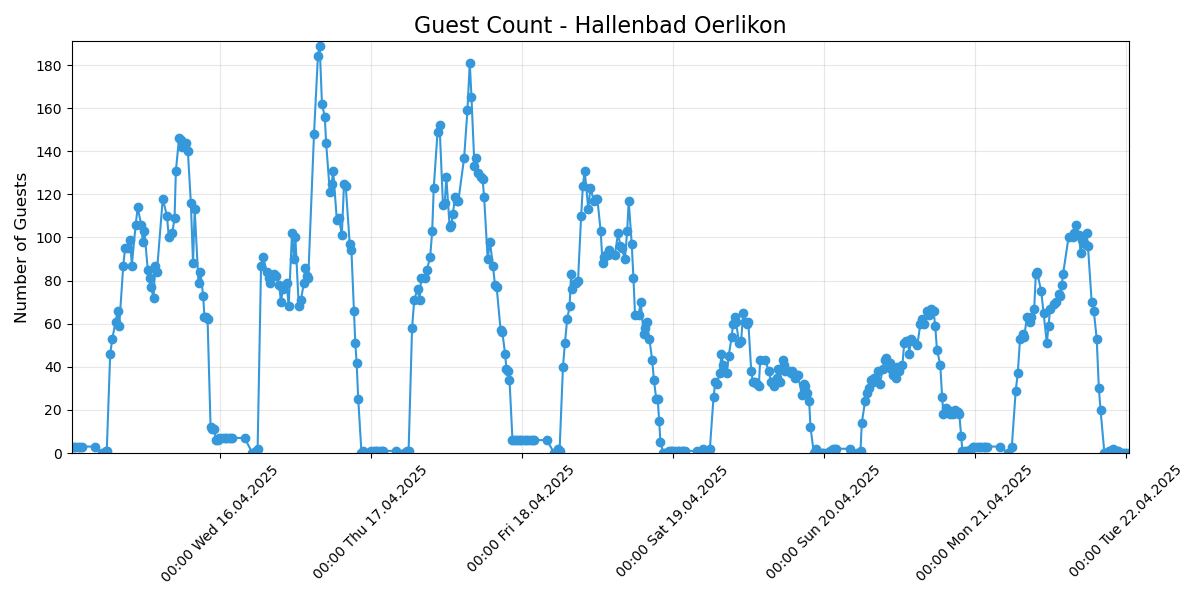 Guest Count - Hallenbad Oerlikon
Number of Guests
180
160
140
120
100
80
60
40
20
0
00:00 Wed 16.04.2025
00:00 Thu 17.04.2025
00:00 Fri 18.04.2025
00:00 Sat 19.04.2025
00:00 Sun 20.04.2025
00:00 Mon 21.04.2025
00:00 Tue 22.04.2025